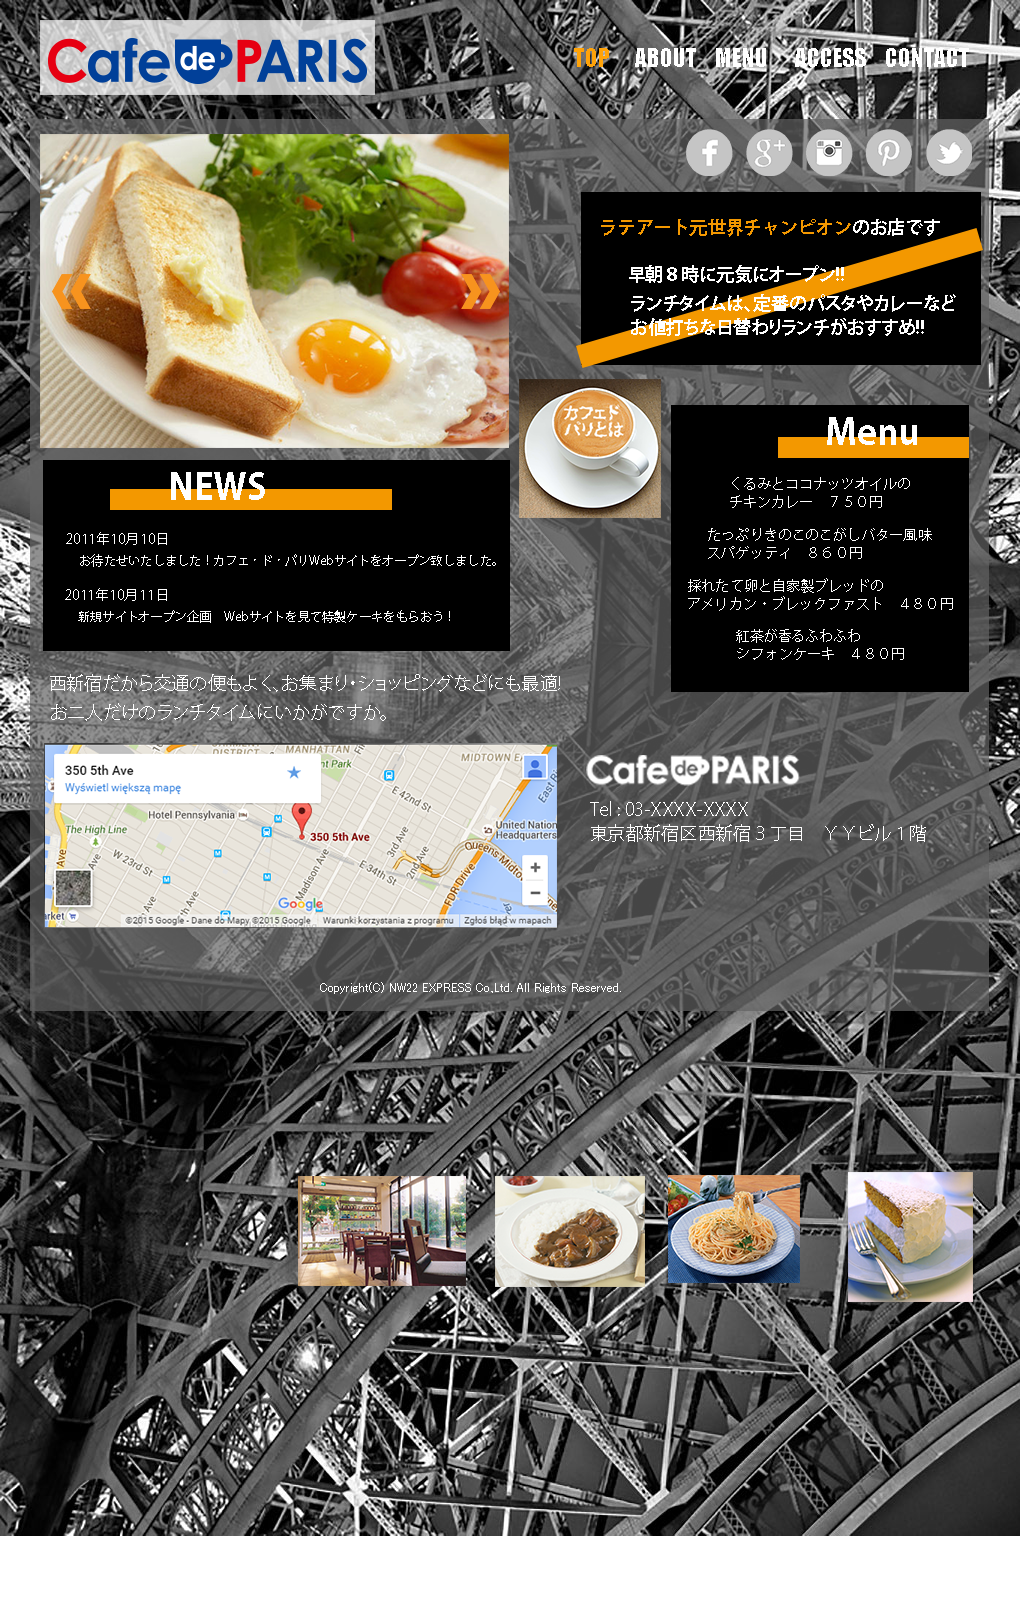 Cafe de PARIS
TOP ABOUT MENU ACCESS CONTACT
ラテアート元世界チャンピオンのお店です
早朝８時に元気にオープン!!
ランチタイムは、定番のパスタやカレーなど
お値打ちな日替わりランチがおすすめ!!
カフェド
パリとは
Menu
くるみとココナッツオイルの
チキンカレー　７５０円
たっぷりきのこのこがしバター風味
スパゲッティ　８６０円
採れたて卵と自家製ブレッドの
アメリカン・ブレックファスト　４８０円
紅茶が香るふわふわ
シフォンケーキ　４８０円
NEWS
2011年10月10日
お待たせいたしました！カフェ・ド・パリWebサイトをオープン致しました。
2011年10月11日
新規サイトオープン企画　Webサイトを見て特製ケーキをもらおう！
西新宿だから交通の便もよく、お集まり・ショッピングなどにも最適!
お二人だけのランチタイムにいかがですか。
DISTRICT
MANHATTAN
MIDTOWN E
350 5th Ave
Wyświetl większą mapę
nt Park
E 42nd St
Hotel Pennsylvania
The High Line
350 5th Ave
United Nation
Headquarters
W 23rd St
Madison Ave
E 34th St
2nd Ave
FDR Drive
Queens Midtown
rket
Google
©2015 Google - Dane do Mapy ©2015 Google
Warunki korzystania z programu
Zgłoś błąd w mapach
Cafe de PARIS
Tel : 03-XXXX-XXXX
東京都新宿区西新宿３丁目　ＹＹビル１階
Copyright(C) NW22 EXPRESS Co.,Ltd. All Rights Reserved.